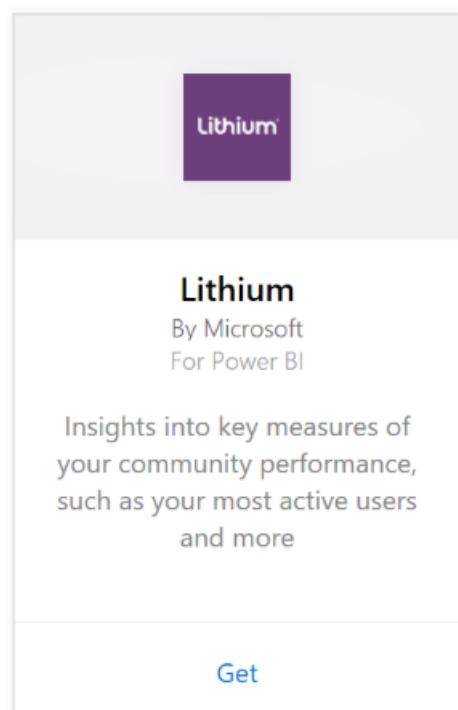 Lithium
Lithium
By Microsoft
For Power BI
Insights into key measures of
your community performance,
such as your most active users
and more
Get